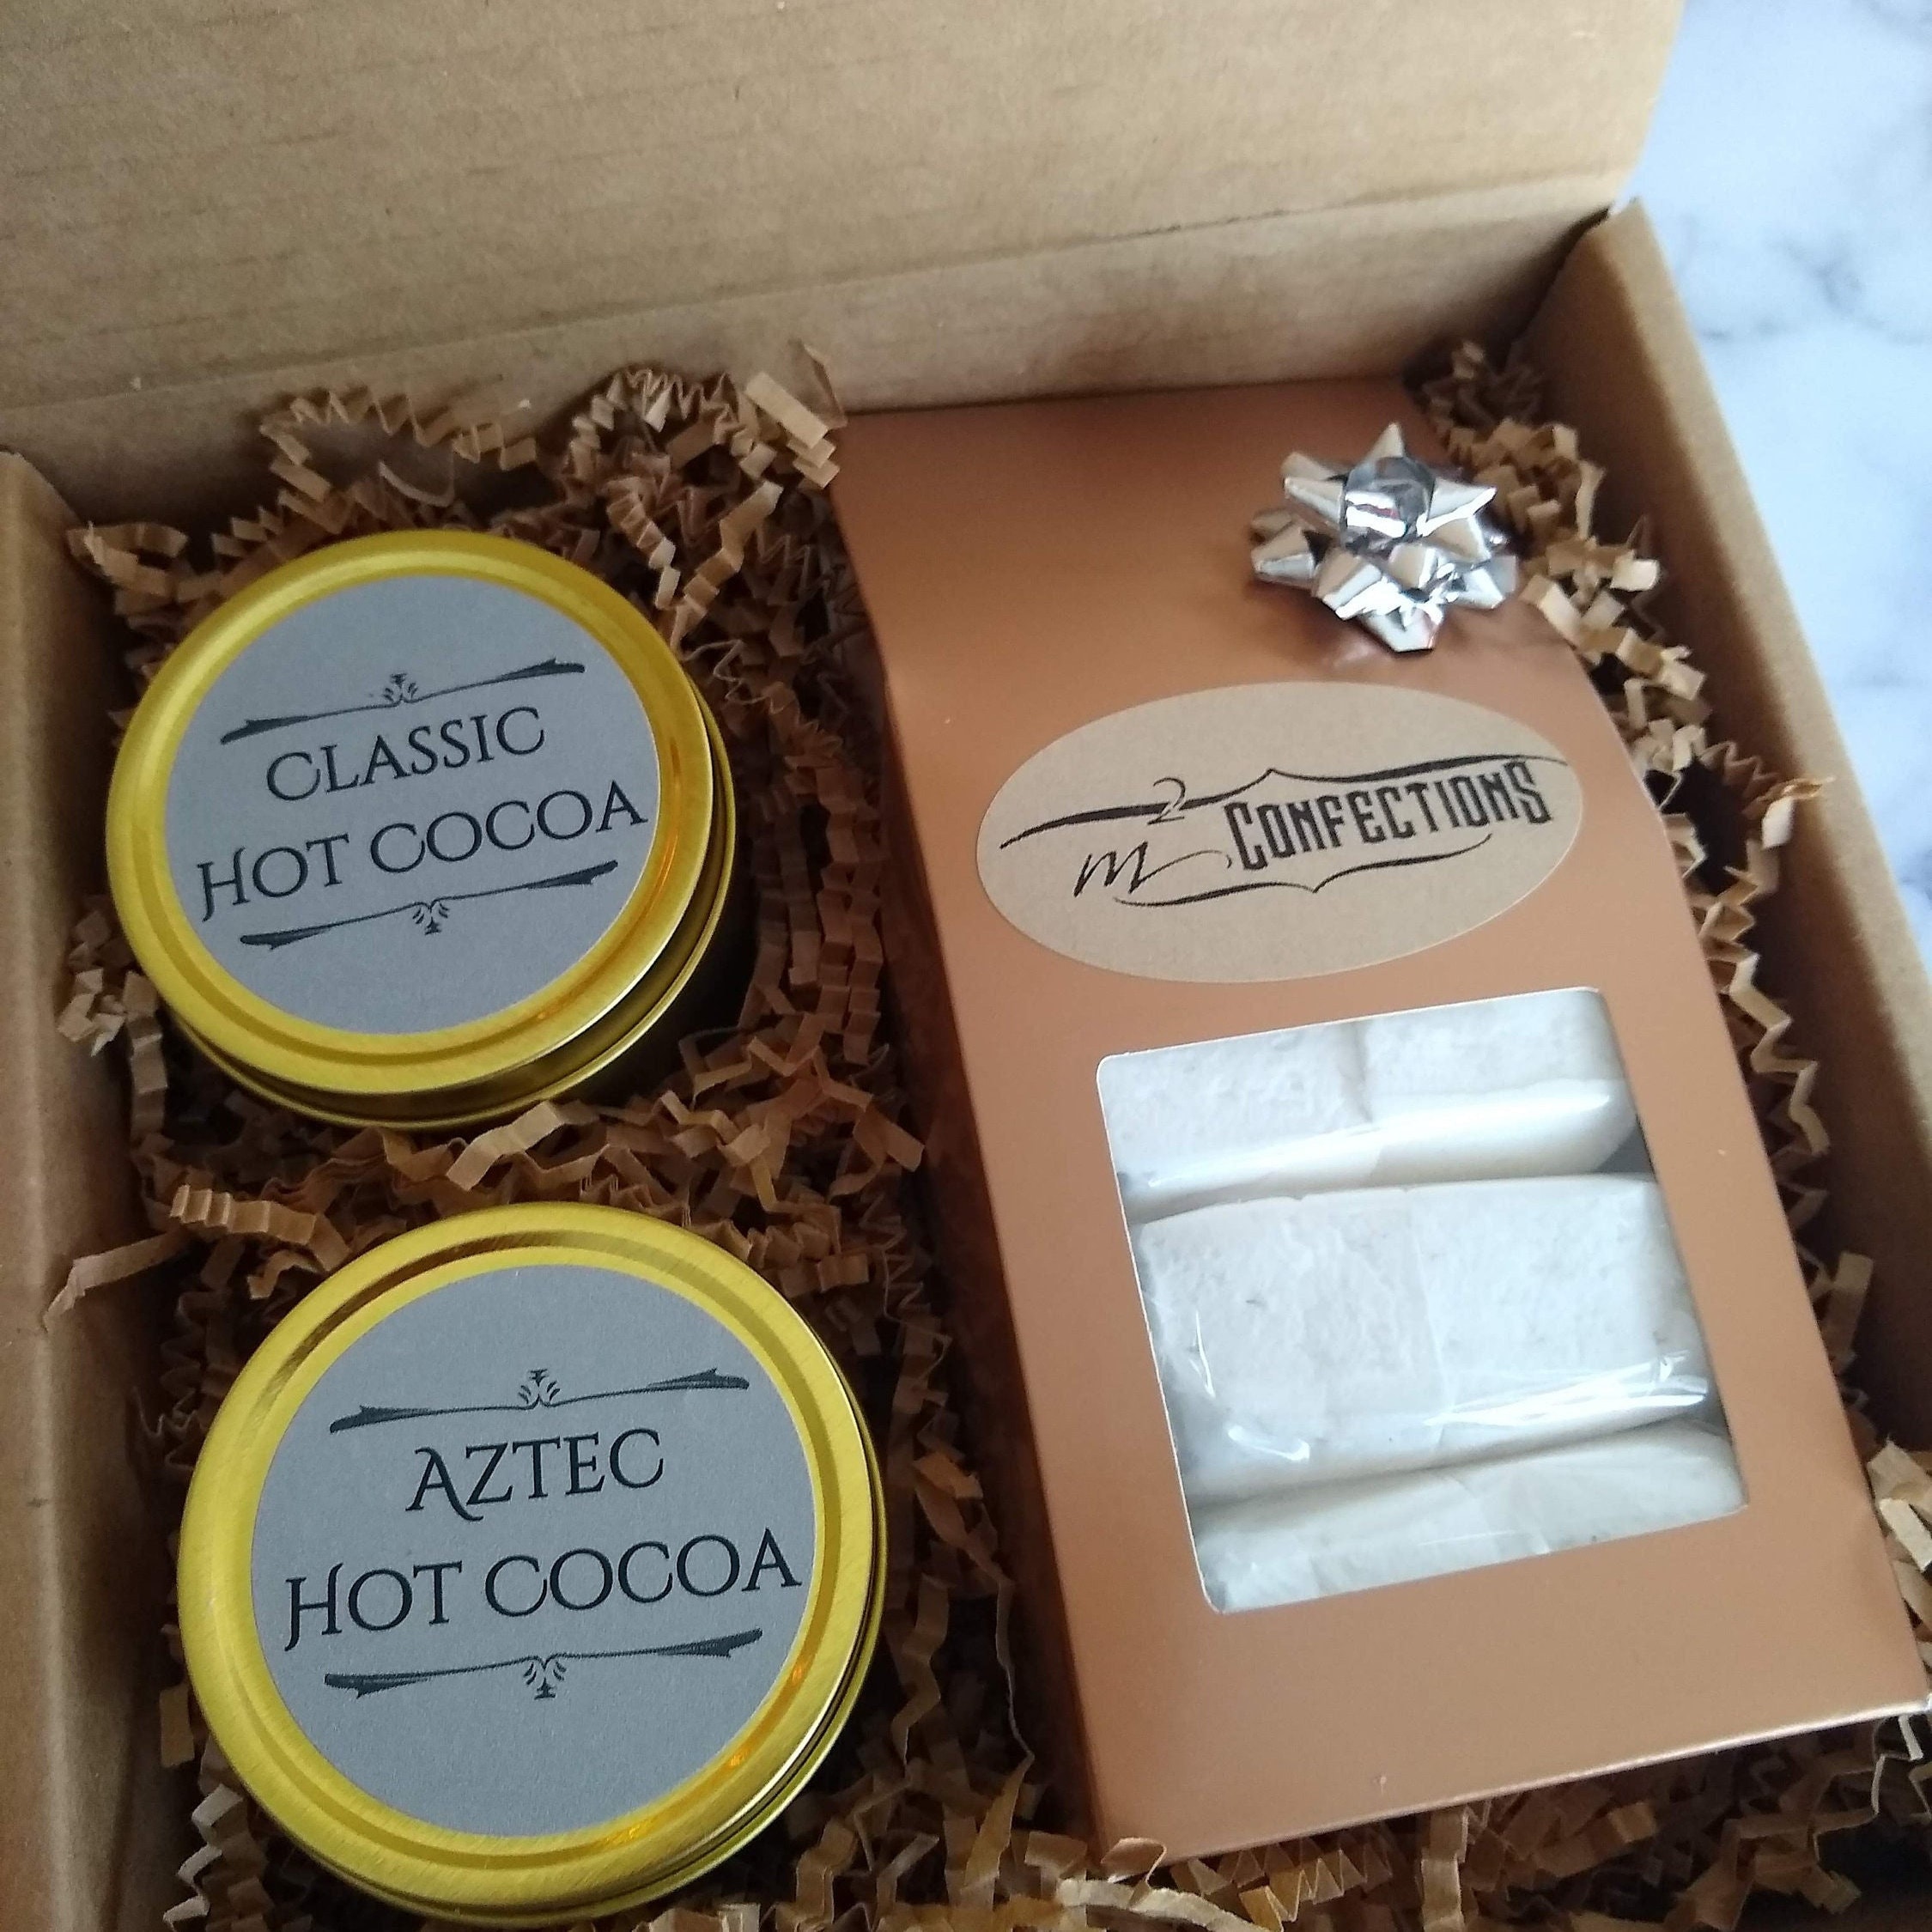 CLASSIC
HOT COCOA
AZTEC
HOT COCOA
m2 CONFECTIONS